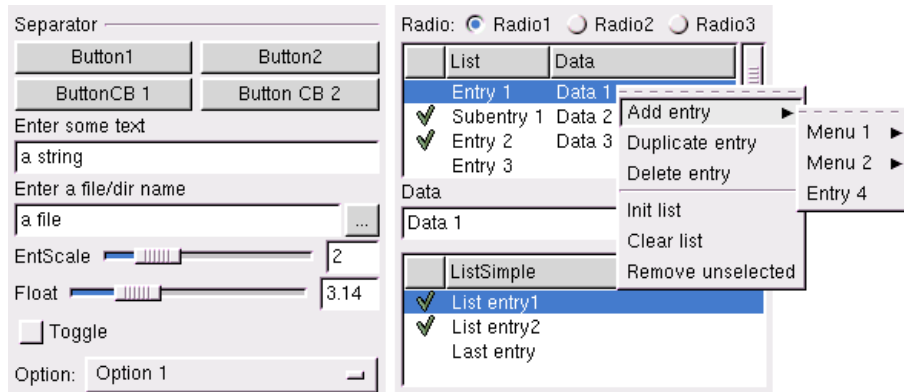 Separator
Button1
Button2
ButtonCB 1
Button CB 2
Enter some text
a string
Enter a file/dir name
a file
...
EntScale
2
Float
3.14
Toggle
Option:
Option 1
Radio:
Radio1
Radio2
Radio3
List
Data
Entry 1
Data 1
Subentry 1
Data 2
Entry 2
Data 3
Entry 3
Data
Data 1
ListSimple
List entry1
List entry2
Last entry
Add entry
Duplicate entry
Delete entry
Init list
Clear list
Remove unselected
Menu 1
Menu 2
Entry 4